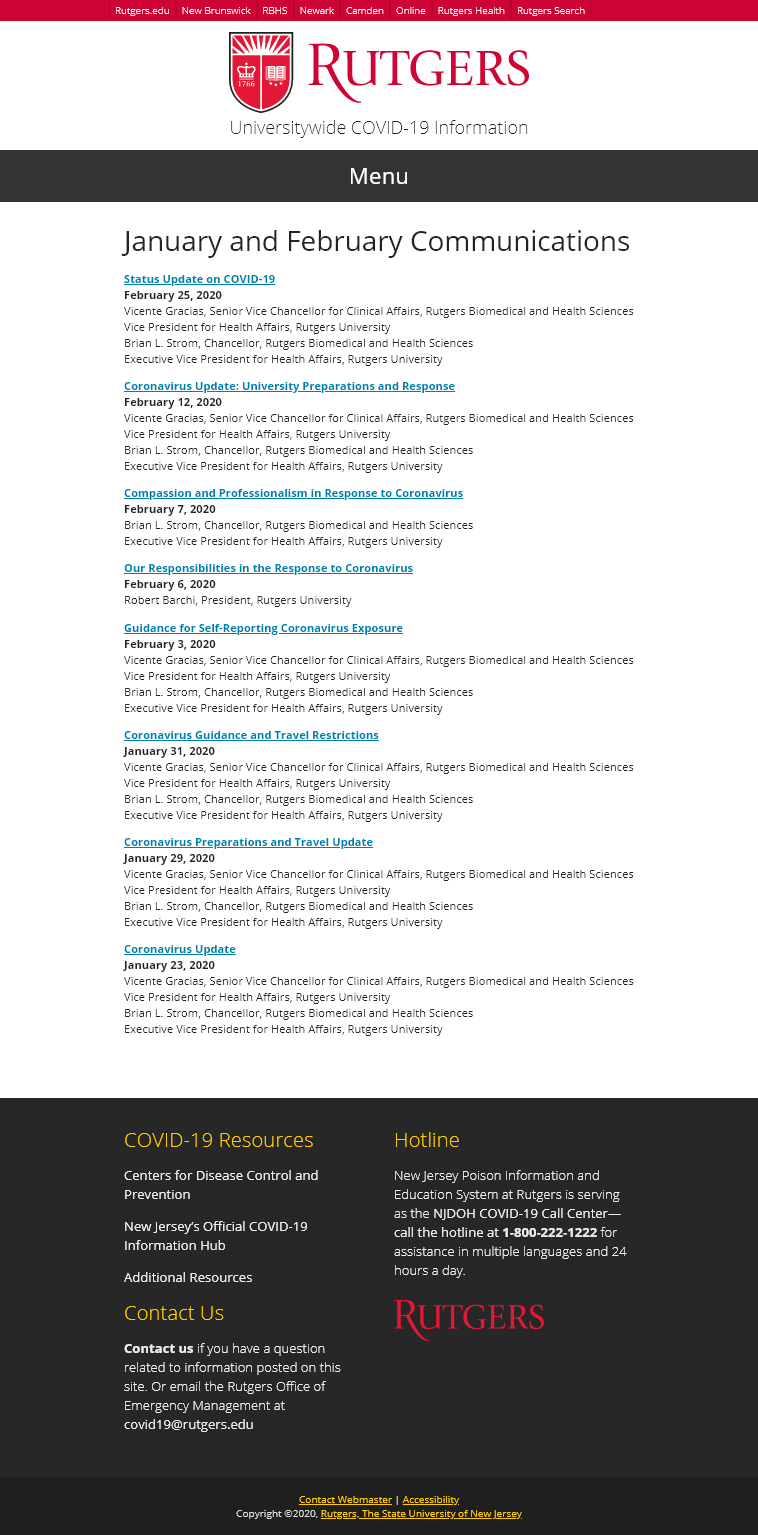 Rutgers.edu New Brunswick RBHS Newark Camden Online Rutgers Health Rutgers Search
1766
RUTGERS
Universitywide COVID-19 Information
Menu
January and February Communications
Status Update on COVID-19
February 25, 2020
Vicente Gracias, Senior Vice Chancellor for Clinical Affairs, Rutgers Biomedical and Health Sciences
Vice President for Health Affairs, Rutgers University
Brian L. Strom, Chancellor, Rutgers Biomedical and Health Sciences
Executive Vice President for Health Affairs, Rutgers University
Coronavirus Update: University Preparations and Response
February 12, 2020
Vicente Gracias, Senior Vice Chancellor for Clinical Affairs, Rutgers Biomedical and Health Sciences
Vice President for Health Affairs, Rutgers University
Brian L. Strom, Chancellor, Rutgers Biomedical and Health Sciences
Executive Vice President for Health Affairs, Rutgers University
Compassion and Professionalism in Response to Coronavirus
February 7, 2020
Brian L. Strom, Chancellor, Rutgers Biomedical and Health Sciences
Executive Vice President for Health Affairs, Rutgers University
Our Responsibilities in the Response to Coronavirus
February 6, 2020
Robert Barchi, President, Rutgers University
Guidance for Self-Reporting Coronavirus Exposure
February 3, 2020
Vicente Gracias, Senior Vice Chancellor for Clinical Affairs, Rutgers Biomedical and Health Sciences
Vice President for Health Affairs, Rutgers University
Brian L. Strom, Chancellor, Rutgers Biomedical and Health Sciences
Executive Vice President for Health Affairs, Rutgers University
Coronavirus Guidance and Travel Restrictions
January 31, 2020
Vicente Gracias, Senior Vice Chancellor for Clinical Affairs, Rutgers Biomedical and Health Sciences
Vice President for Health Affairs, Rutgers University
Brian L. Strom, Chancellor, Rutgers Biomedical and Health Sciences
Executive Vice President for Health Affairs, Rutgers University
Coronavirus Preparations and Travel Update
January 29, 2020
Vicente Gracias, Senior Vice Chancellor for Clinical Affairs, Rutgers Biomedical and Health Sciences
Vice President for Health Affairs, Rutgers University
Brian L. Strom, Chancellor, Rutgers Biomedical and Health Sciences
Executive Vice President for Health Affairs, Rutgers University
Coronavirus Update
January 23, 2020
Vicente Gracias, Senior Vice Chancellor for Clinical Affairs, Rutgers Biomedical and Health Sciences
Vice President for Health Affairs, Rutgers University
Brian L. Strom, Chancellor, Rutgers Biomedical and Health Sciences
Executive Vice President for Health Affairs, Rutgers University
COVID-19 Resources
Centers for Disease Control and
Prevention
New Jersey’s Official COVID-19
Information Hub
Additional Resources
Contact Us
Contact us if you have a question
related to information posted on this
site. Or email the Rutgers Office of
Emergency Management at
covid19@rutgers.edu
Hotline
New Jersey Poison Information and
Education System at Rutgers is serving
as the NJDOH COVID-19 Call Center—
call the hotline at 1-800-222-1222 for
assistance in multiple languages and 24
hours a day.
RUTGERS
Contact Webmaster | Accessibility
Copyright ©2020, Rutgers, The State University of New Jersey